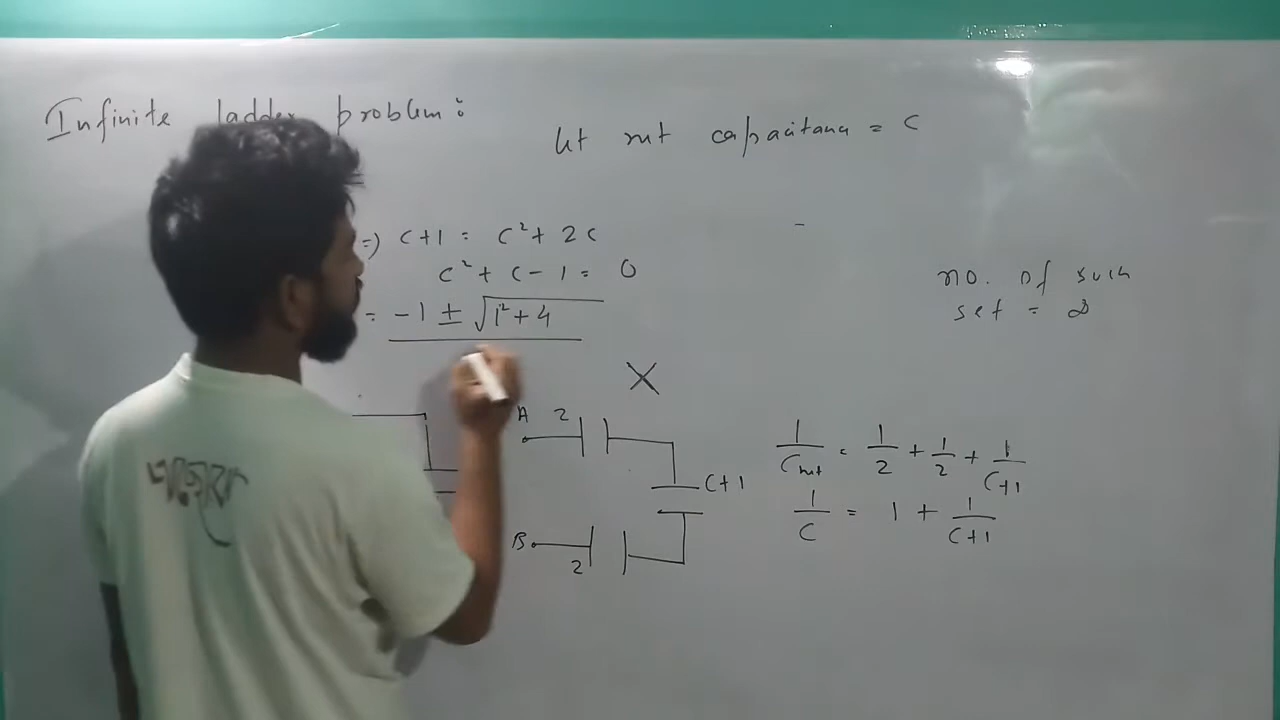 Infinite ladder problem:
let net capacitance = C
=) C+1 = C²+ 2C
C²+ C - 1 = 0
= -1 ± √1²+4
no. of such
set = ∞
A 2
C+1
B 2
1/Cnet = 1/2 + 1/2 + 1/C+1
1/C = 1 + 1/C+1